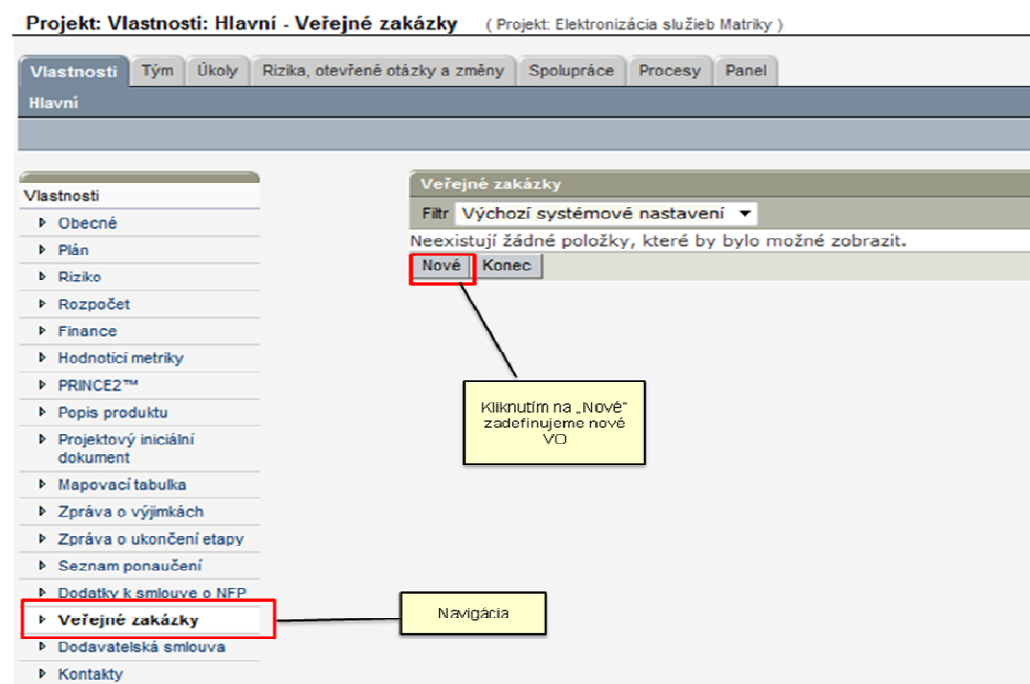 Projekt: Vlastnosti: Hlavní - Veřejné zakázky ( Projekt: Elektronizácia služieb Matriky )
Vlastnosti Tým Úkoly Rizika, otevřené otázky a změny Spolupráce Procesy Panel
Hlavní
Vlastnosti
Obecné
Plán
Riziko
Rozpočet
Finance
Hodnotící metriky
PRINCE2™
Popis produktu
Projektový iniciální
dokument
Mapovací tabulka
Zpráva o výjimkách
Zpráva o ukončení etapy
Seznam ponaučení
Dodatky k smlouve o NFP
Veřejné zakázky
Dodavatelská smlouva
Kontakty
Veřejné zakázky
Filtr Výchozí systémové nastavení
Neexistují žádné položky, které by bylo možné zobrazit.
Nové Konec
Kliknutím na „Nové“
zadefinujeme nové
VO
Navigácia